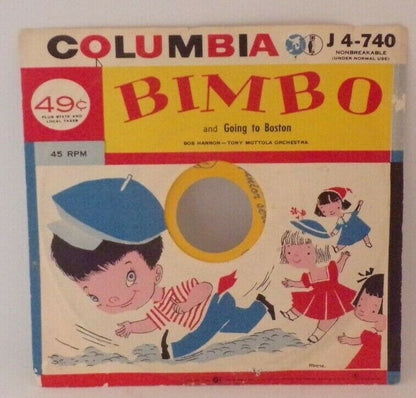 COLUMBIA J 4-740
NONBREAKABLE
(UNDER NORMAL USE)
49¢
PLUS STATE AND
LOCAL TAXES
BIMBO
and Going to Boston
BOB HARRON—TONY MOTTOLA ORCHESTRA
45 RPM